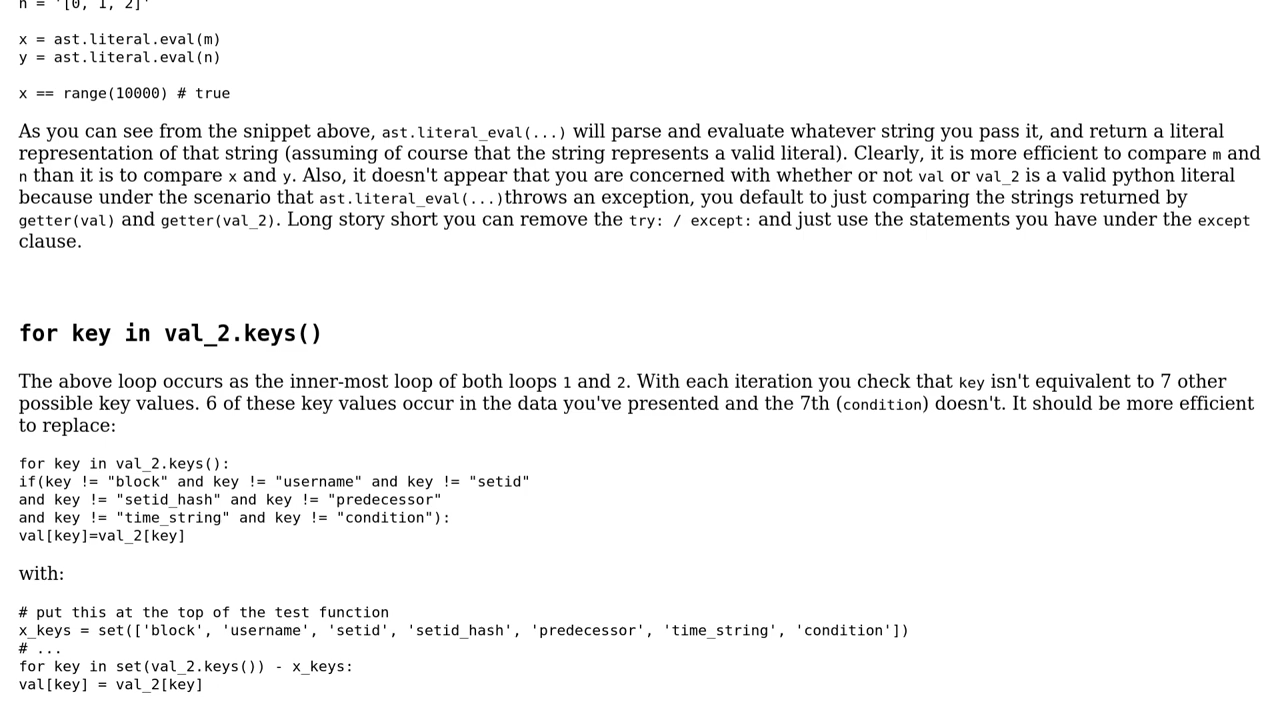 n = '[0, 1, 2]'
x = ast.literal.eval(m)
y = ast.literal.eval(n)
x == range(10000) # true
As you can see from the snippet above, ast.literal_eval(...) will parse and evaluate whatever string you pass it, and return a literal
representation of that string (assuming of course that the string represents a valid literal). Clearly, it is more efficient to compare m and
n than it is to compare x and y. Also, it doesn't appear that you are concerned with whether or not val or val_2 is a valid python literal
because under the scenario that ast.literal_eval(...)throws an exception, you default to just comparing the strings returned by
getter(val) and getter(val_2). Long story short you can remove the try: / except: and just use the statements you have under the except
clause.
for key in val_2.keys()
The above loop occurs as the inner-most loop of both loops 1 and 2. With each iteration you check that key isn't equivalent to 7 other
possible key values. 6 of these key values occur in the data you've presented and the 7th (condition) doesn't. It should be more efficient
to replace:
for key in val_2.keys():
if(key != "block" and key != "username" and key != "setid"
and key != "setid_hash" and key != "predecessor"
and key != "time_string" and key != "condition"):
val[key]=val_2[key]
with:
# put this at the top of the test function
x_keys = set(['block', 'username', 'setid', 'setid_hash', 'predecessor', 'time_string', 'condition'])
# ...
for key in set(val_2.keys()) - x_keys:
val[key] = val_2[key]